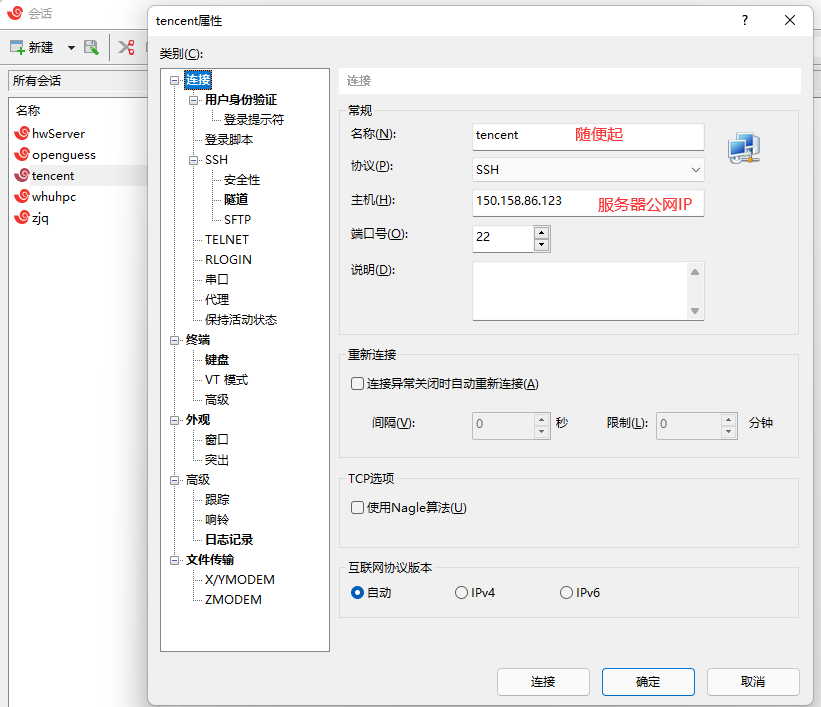 会话
tencent属性
?
新建
类别(C):
所有会话
名称
hwServer
openguess
tencent
whuhpc
zjq
连接
用户身份验证
登录提示符
登录脚本
SSH
安全性
隧道
SFTP
TELNET
RLOGIN
串口
代理
保持活动状态
终端
键盘
VT 模式
高级
外观
窗口
突出
高级
跟踪
响铃
日志记录
文件传输
X/YMODEM
ZMODEM
连接
常规
名称(N): tencent 随便起
协议(P): SSH
主机(H): 150.158.86.123 服务器公网IP
端口号(O): 22
说明(D):
重新连接
连接异常关闭时自动重新连接(A)
间隔(V): 0 秒 限制(L): 0 分钟
TCP选项
使用Nagle算法(U)
互联网协议版本
自动 IPv4 IPv6
连接 确定 取消